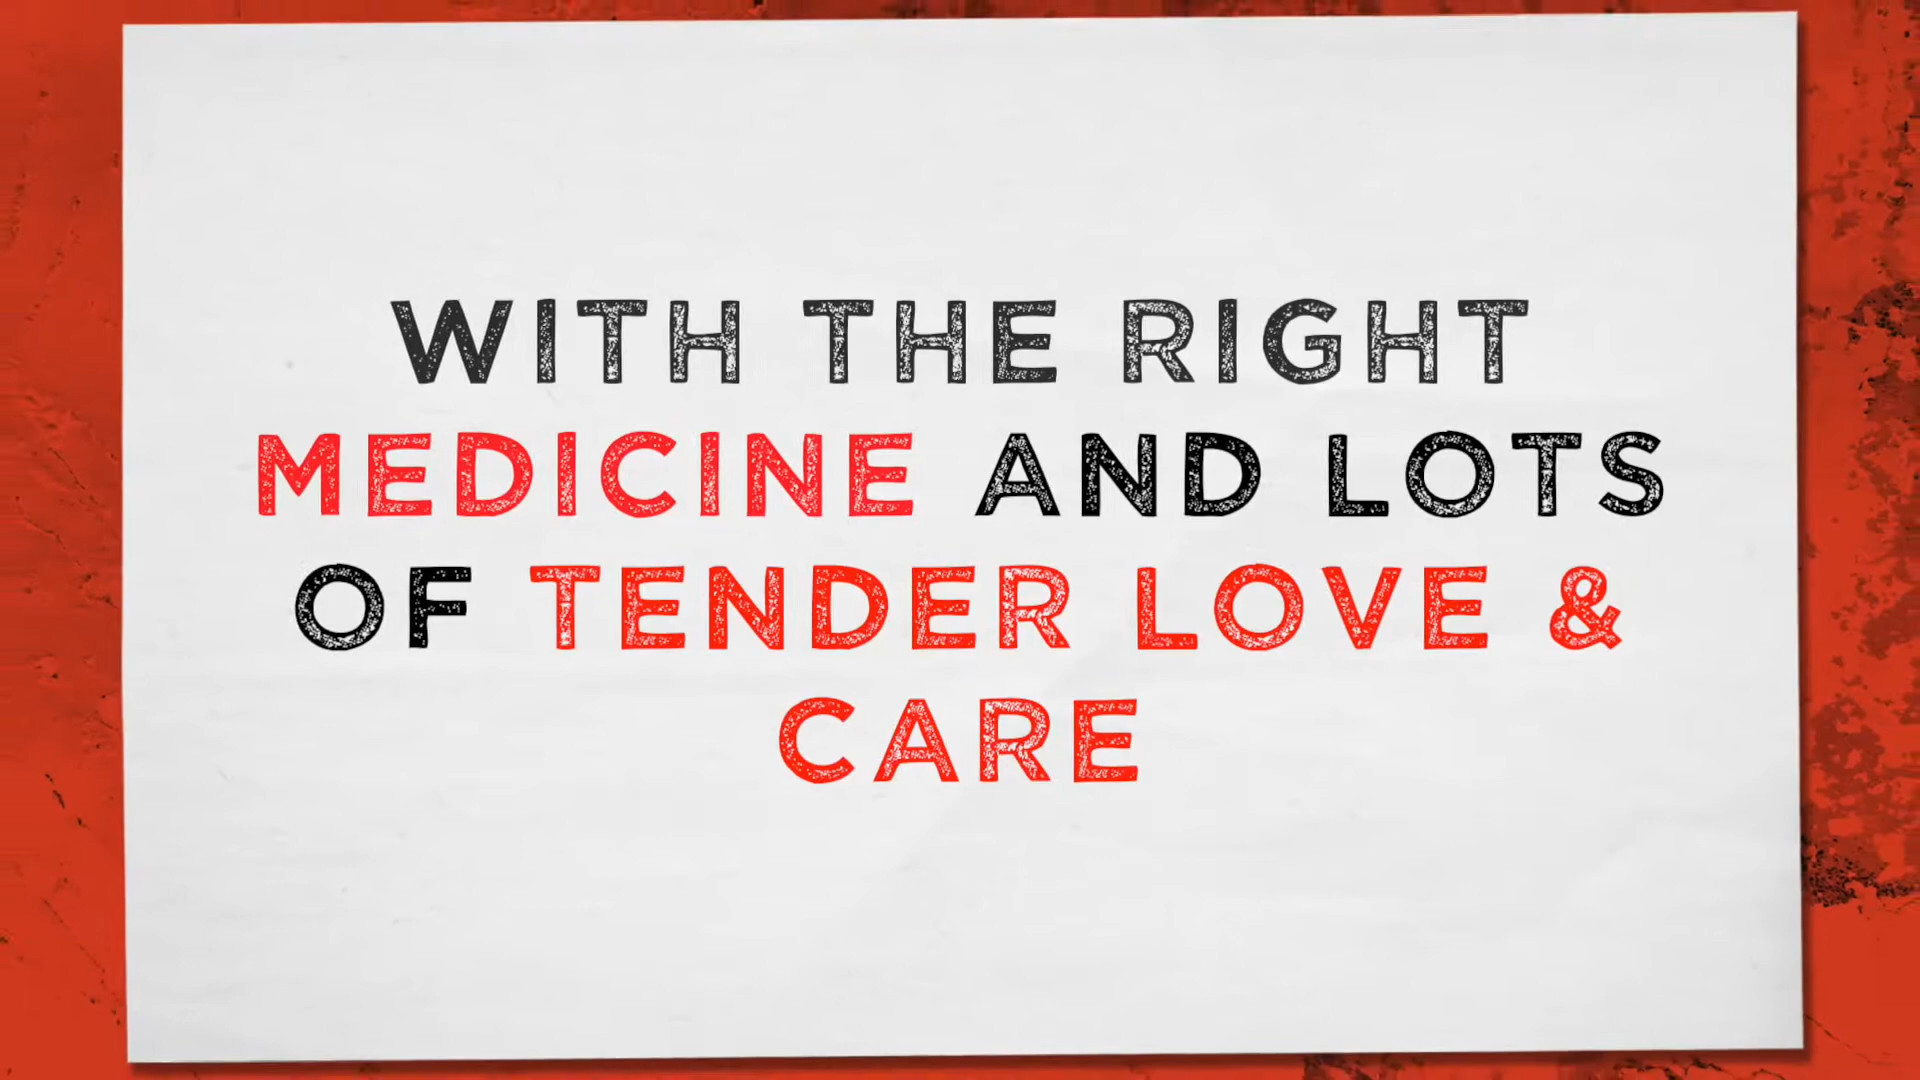 WITH THE RIGHT
MEDICINE AND LOTS
OF TENDER LOVE &
CARE